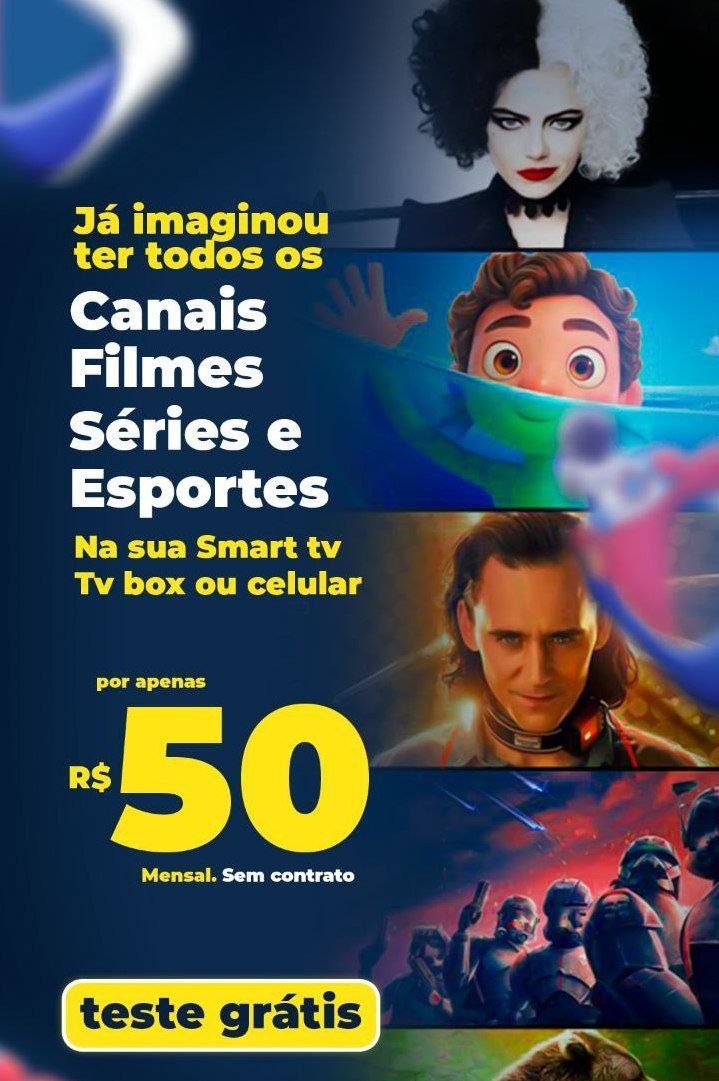 Já imaginou
ter todos os
Canais
Filmes
Séries e
Esportes
Na sua Smart tv
Tv box ou celular
por apenas
R$50
Mensal. Sem contrato
teste grátis